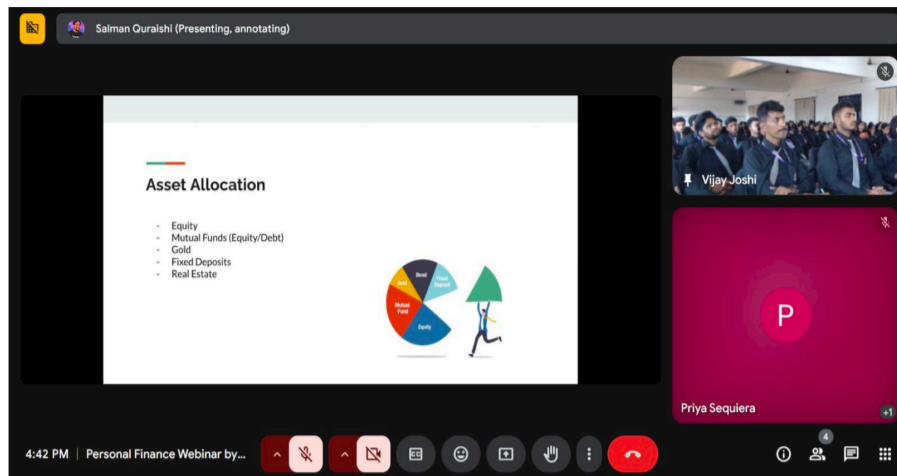 Salman Quraishi (Presenting, annotating)
Asset Allocation
- Equity
- Mutual Funds (Equity/Debt)
- Gold
- Fixed Deposits
- Real Estate
Gold
Bond
Fixed
Deposit
Mutual
Fund
Equity
Vijay Joshi
P
Priya Sequiera
+1
4:42 PM | Personal Finance Webinar by...
CC
4